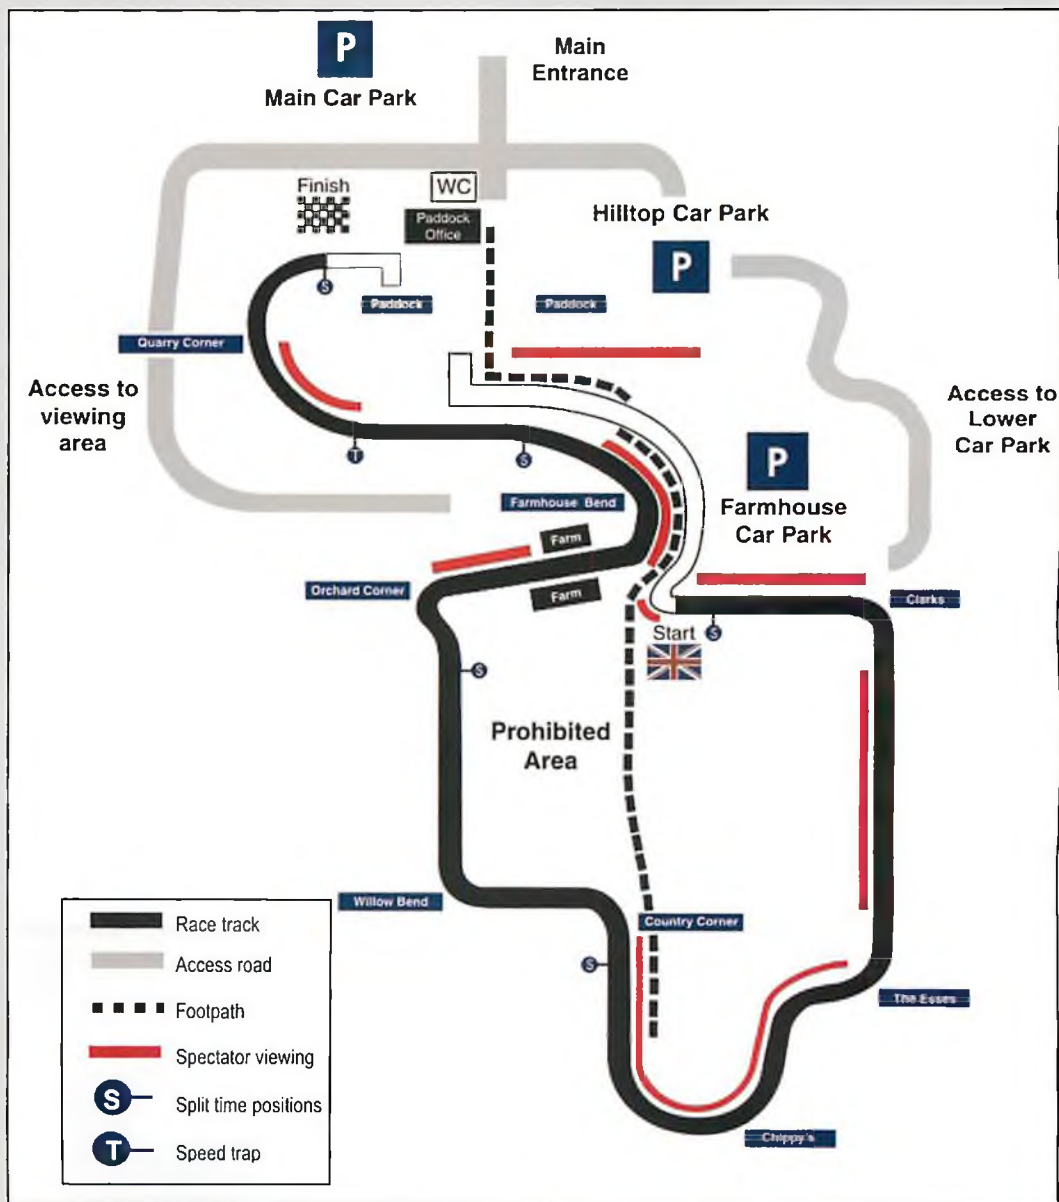 P
Main Car Park
Main
Entrance
Finish
WC
Paddock
Office
Hilltop Car Park
P
S
Paddock
Paddock
Quarry Corner
Access to
viewing
area
Access to
Lower
Car Park
T
S
P
Farmhouse Bend
Farmhouse
Car Park
Farm
Orchard Corner
Farm
Clarks
Start
S
S
Prohibited
Area
Willow Bend
Country Corner
S
The Esses
Chippy's
Race track
Access road
Footpath
Spectator viewing
S
Split time positions
T
Speed trap